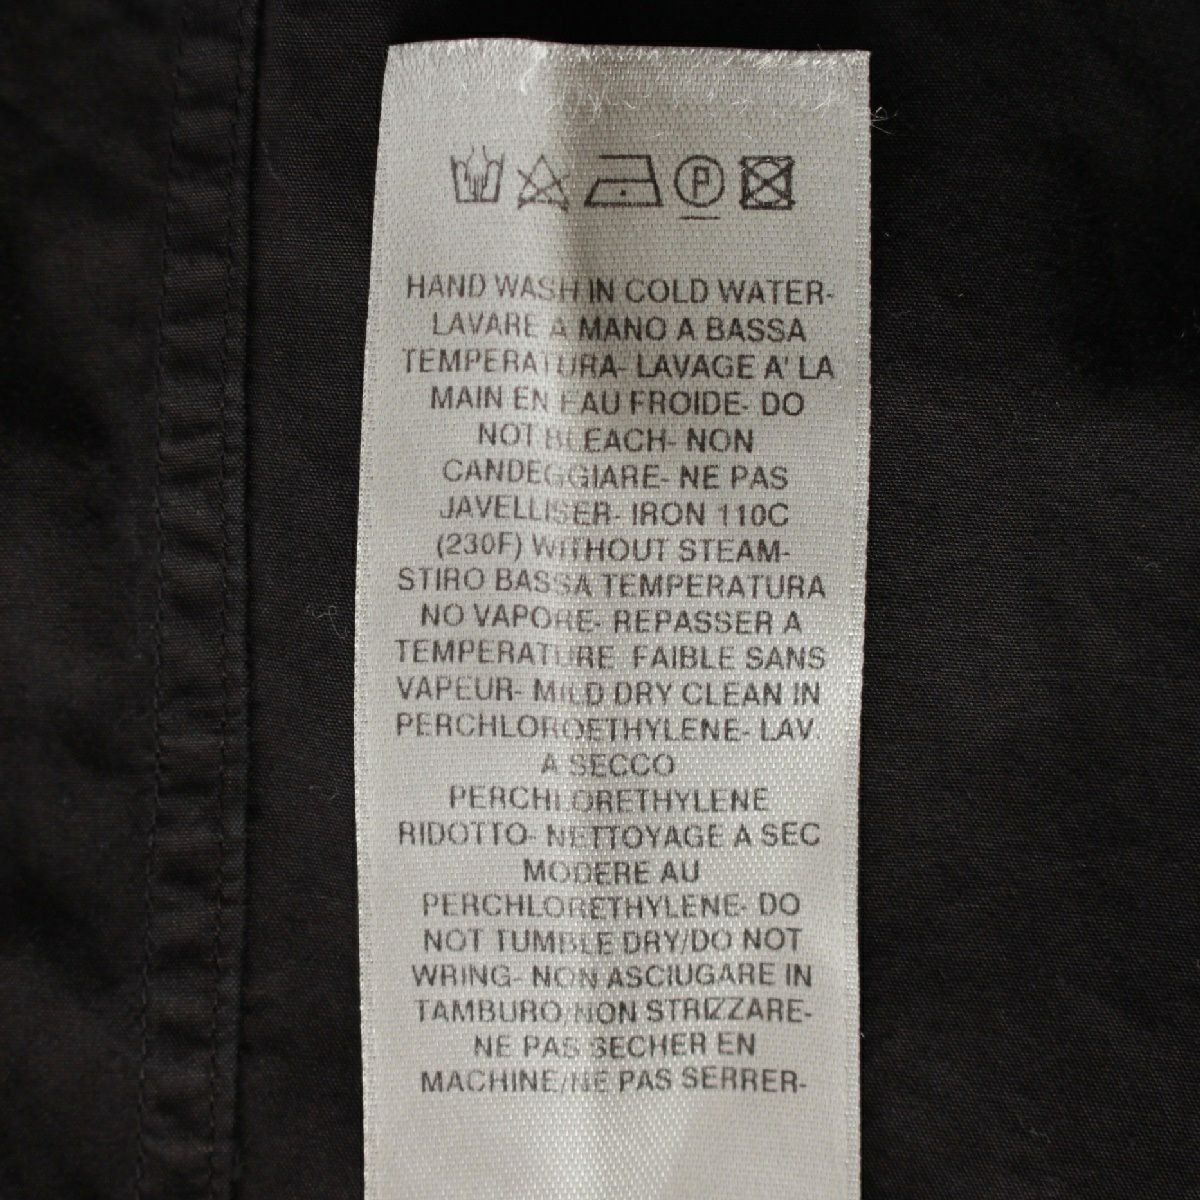 P
HAND WASH IN COLD WATER-
LAVARE A MANO A BASSA
TEMPERATURA- LAVAGE A' LA
MAIN EN EAU FROIDE- DO
NOT BLEACH- NON
CANDEGGIARE- NE PAS
JAVELLISER- IRON 110C
(230F) WITHOUT STEAM-
STIRO BASSA TEMPERATURA
NO VAPORE- REPASSER A
TEMPERATURE FAIBLE SANS
VAPEUR- MILD DRY CLEAN IN
PERCHLOROETHYLENE- LAV.
A SECCO
PERCHLORETHYLENE
RIDOTTO- NETTOYAGE A SEC
MODERE AU
PERCHLORETHYLENE- DO
NOT TUMBLE DRY/DO NOT
WRING- NON ASCIUGARE IN
TAMBURO/NON STRIZZARE-
NE PAS SECHER EN
MACHINE/NE PAS SERRER-